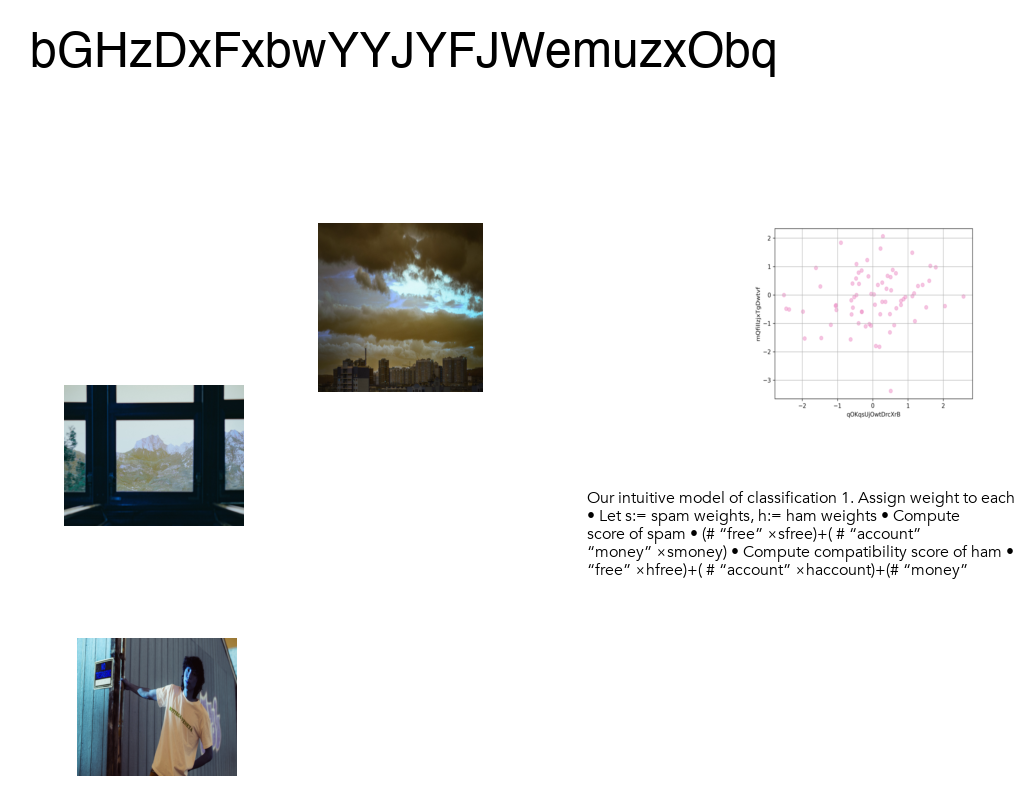 bGHzDxFxbwYYJYFJWemuzxObq
2
1
0
−1
−2
−3
−2 −1 0 1 2
Our intuitive model of classification 1. Assign weight to each
• Let s:= spam weights, h:= ham weights • Compute
score of spam • (# “free” ×sfree)+( # “account”
“money” ×smoney) • Compute compatibility score of ham •
“free” ×hfree)+( # “account” ×haccount)+(# “money”